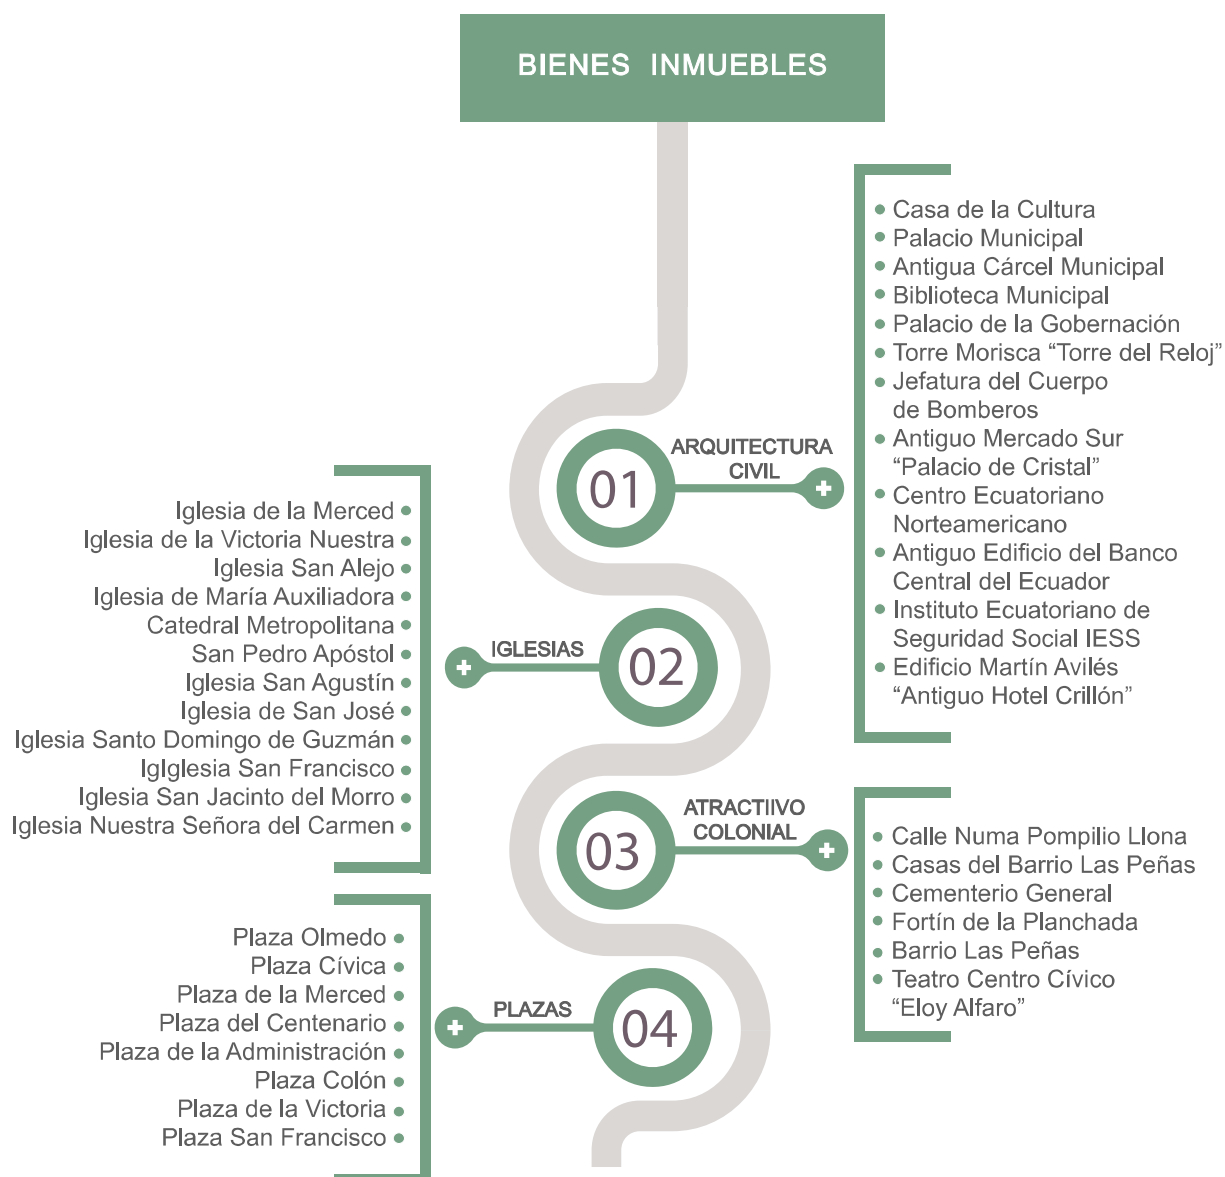 BIENES INMUEBLES
01
ARQUITECTURA
CIVIL
Casa de la Cultura
Palacio Municipal
Antigua Cárcel Municipal
Biblioteca Municipal
Palacio de la Gobernación
Torre Morisca “Torre del Reloj”
Jefatura del Cuerpo
de Bomberos
Antiguo Mercado Sur
“Palacio de Cristal”
Centro Ecuatoriano
Norteamericano
Antiguo Edificio del Banco
Central del Ecuador
Instituto Ecuatoriano de
Seguridad Social IESS
Edificio Martín Avilés
“Antiguo Hotel Crillón”
02
IGLESIAS
Iglesia de la Merced
Iglesia de la Victoria Nuestra
Iglesia San Alejo
Iglesia de María Auxiliadora
Catedral Metropolitana
San Pedro Apóstol
Iglesia San Agustín
Iglesia de San José
Iglesia Santo Domingo de Guzmán
IgIglesia San Francisco
Iglesia San Jacinto del Morro
Iglesia Nuestra Señora del Carmen
03
ATRACTIIVO
COLONIAL
Calle Numa Pompilio Llona
Casas del Barrio Las Peñas
Cementerio General
Fortín de la Planchada
Barrio Las Peñas
Teatro Centro Cívico
“Eloy Alfaro”
04
PLAZAS
Plaza Olmedo
Plaza Cívica
Plaza de la Merced
Plaza del Centenario
Plaza de la Administración
Plaza Colón
Plaza de la Victoria
Plaza San Francisco